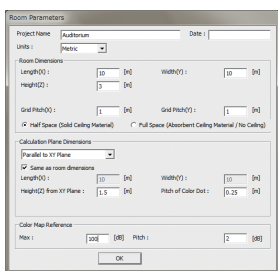 Room Parameters
Project Name Auditorium Date :
Units : Metric
Room Dimensions
Length(X) : 10 [m] Width(Y) : 10 [m]
Height(Z) : 3 [m]
Grid Pitch(X) : 1 [m] Grid Pitch(Y) : 1 [m]
Half Space (Solid Ceiling Material) Full Space (Absorbent Ceiling Material / No Ceiling)
Calculation Plane Dimensions
Parallel to XY Plane
Same as room dimensions
Length(X) : 10 [m] Width(Y) : 10 [m]
Height(Z) from XY Plane : 1.5 [m] Pitch of Color Dot : 0.25 [m]
Color Map Reference
Max : 100 [dB] Pitch : 2 [dB]
OK